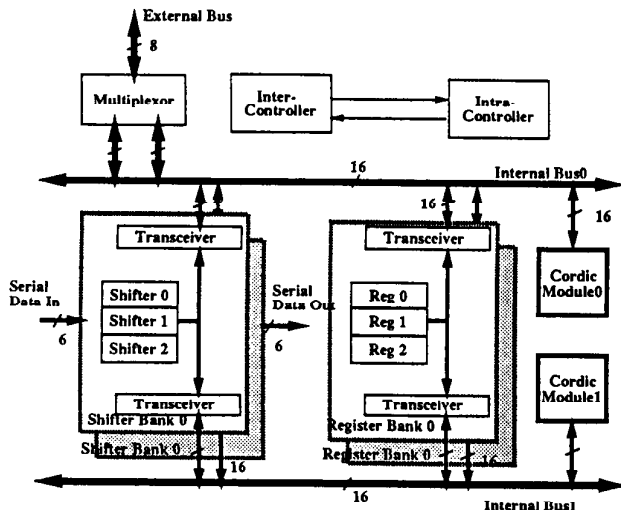 External Bus
8
Multiplexor
Inter-
Controller
Intra-
Controller
16
Internal Bus0
16
16
Transceiver
Transceiver
Serial
Data In
6
Shifter 0
Shifter 1
Shifter 2
Serial
Data Out
6
Reg 0
Reg 1
Reg 2
Cordic
Module0
Cordic
Module1
Transceiver
Transceiver
Shifter Bank 0
Register Bank 0
Shifter Bank 0
16
Register Bank 0
16
16
Internal Bus1